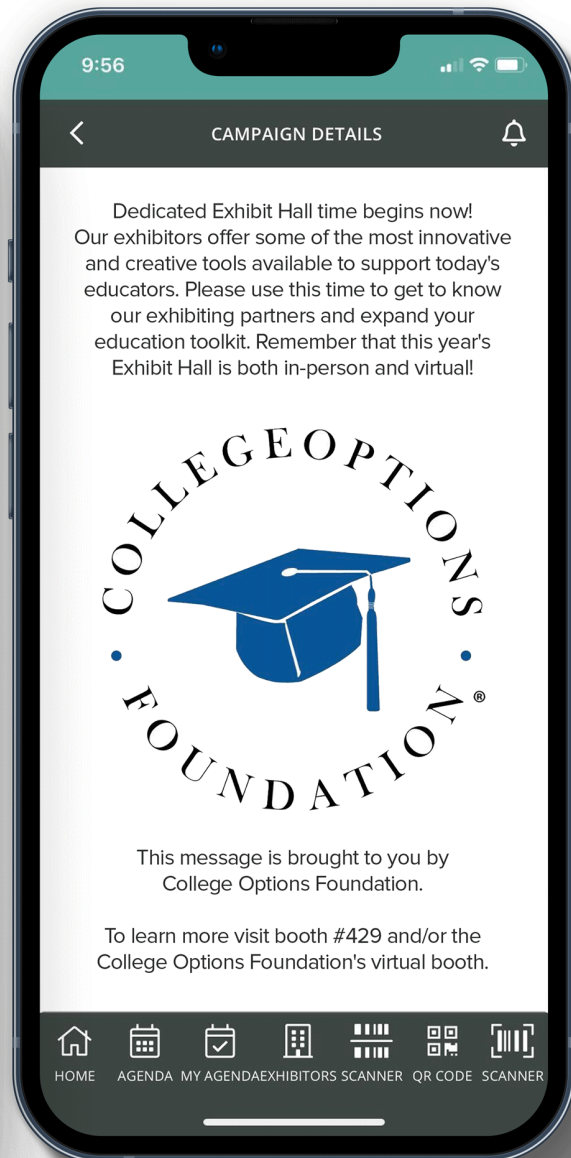 9:56
CAMPAIGN DETAILS
Dedicated Exhibit Hall time begins now!
Our exhibitors offer some of the most innovative
and creative tools available to support today's
educators. Please use this time to get to know
our exhibiting partners and expand your
education toolkit. Remember that this year's
Exhibit Hall is both in-person and virtual!
COLLEGEOPTIONS
FOUNDATION®
This message is brought to you by
College Options Foundation.
To learn more visit booth #429 and/or the
College Options Foundation's virtual booth.
HOME AGENDA MY AGENDA EXHIBITORS SCANNER QR CODE SCANNER